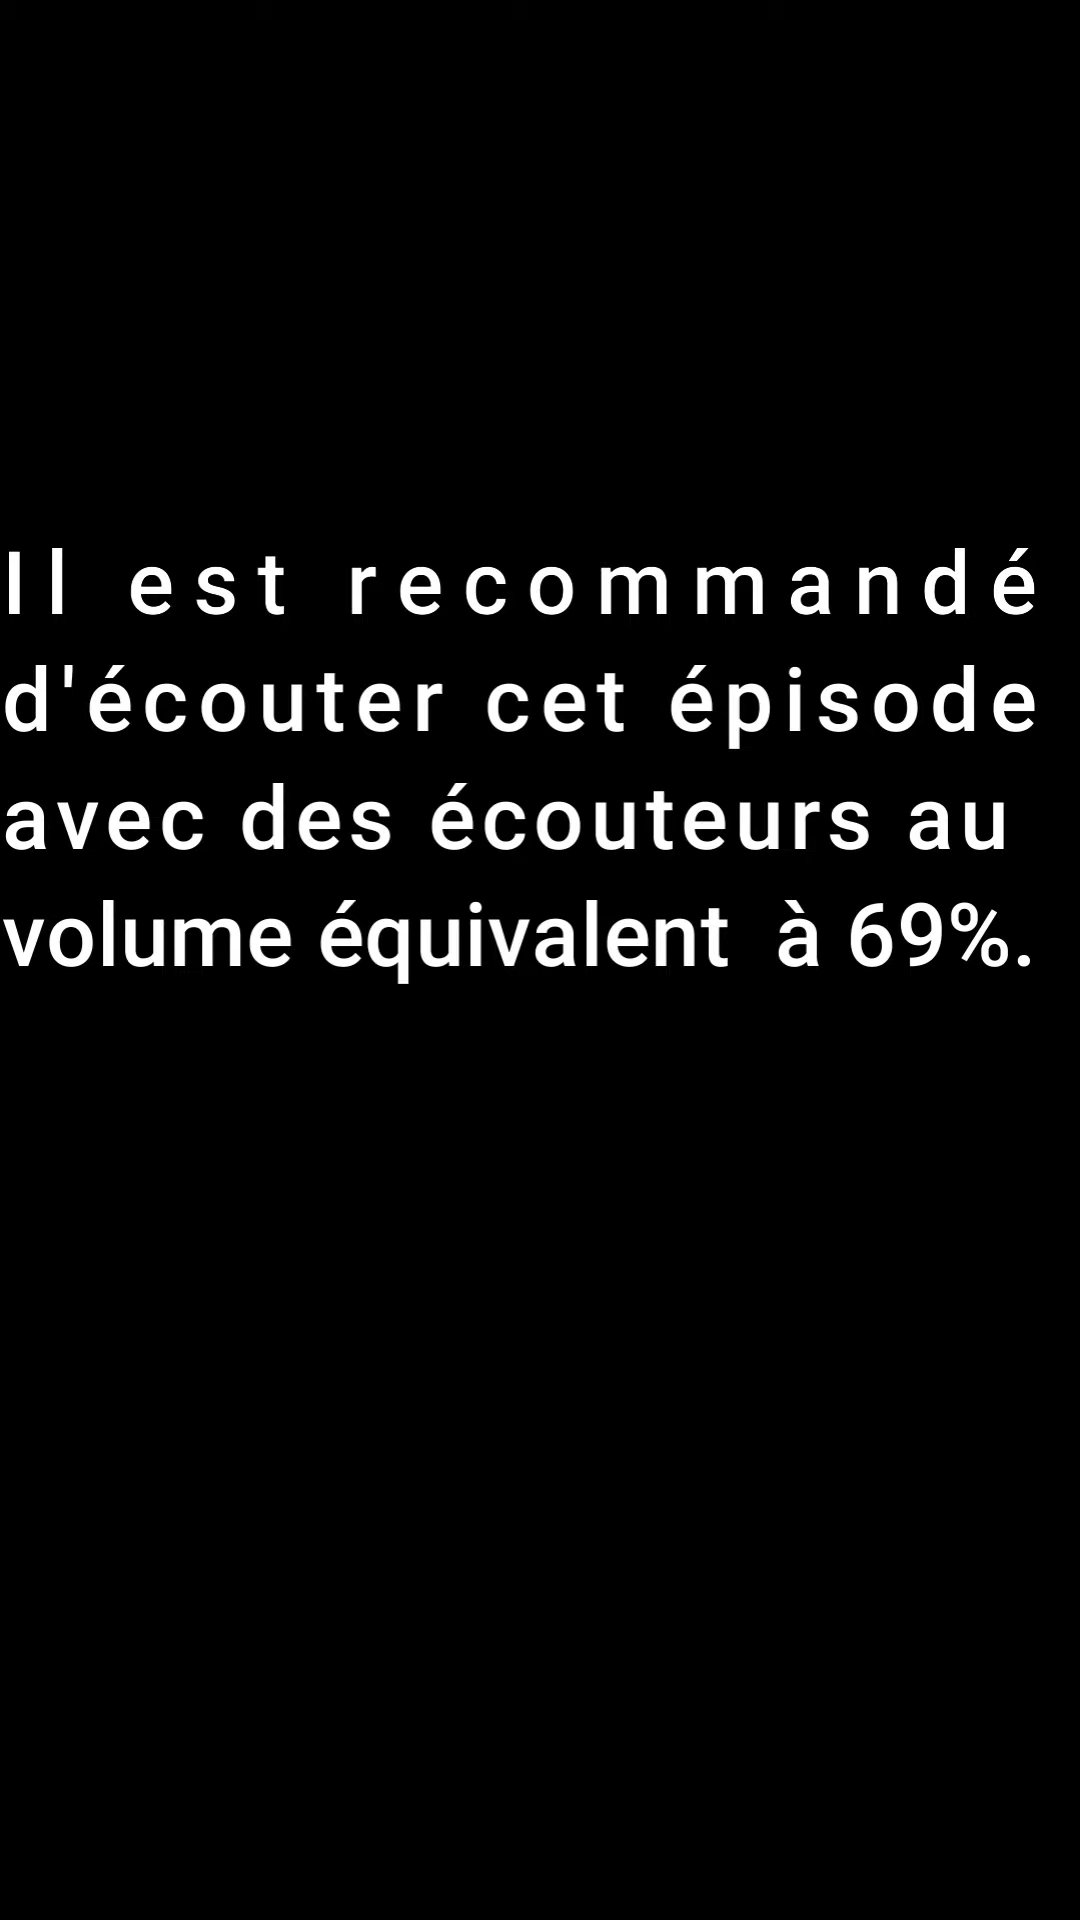 Il est recommandé
d'écouter cet épisode
avec des écouteurs au
volume équivalent à 69%.